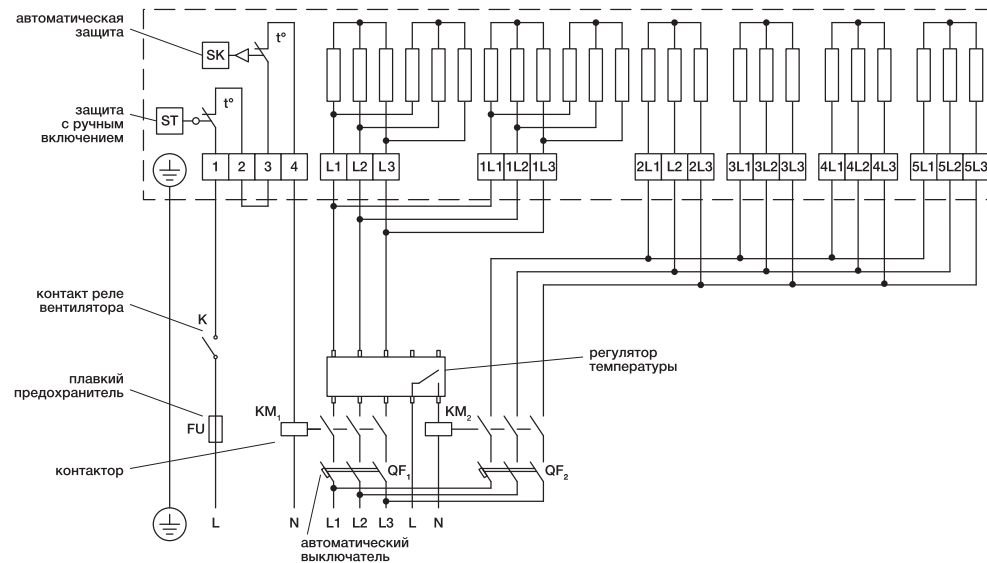 автоматическая
защита
SK
t°
защита
с ручным
включением
ST
t°
1 2 3 4
L1 L2 L3
1L1 1L2 1L3
2L1 L2 2L3
3L1 3L2 3L3
4L1 4L2 4L3
5L1 5L2 5L3
контакт реле
вентилятора
K
регулятор
температуры
плавкий
предохранитель
FU
KM1
KM2
контактор
QF1
QF2
L N L1 L2 L3 L N
автоматический
выключатель